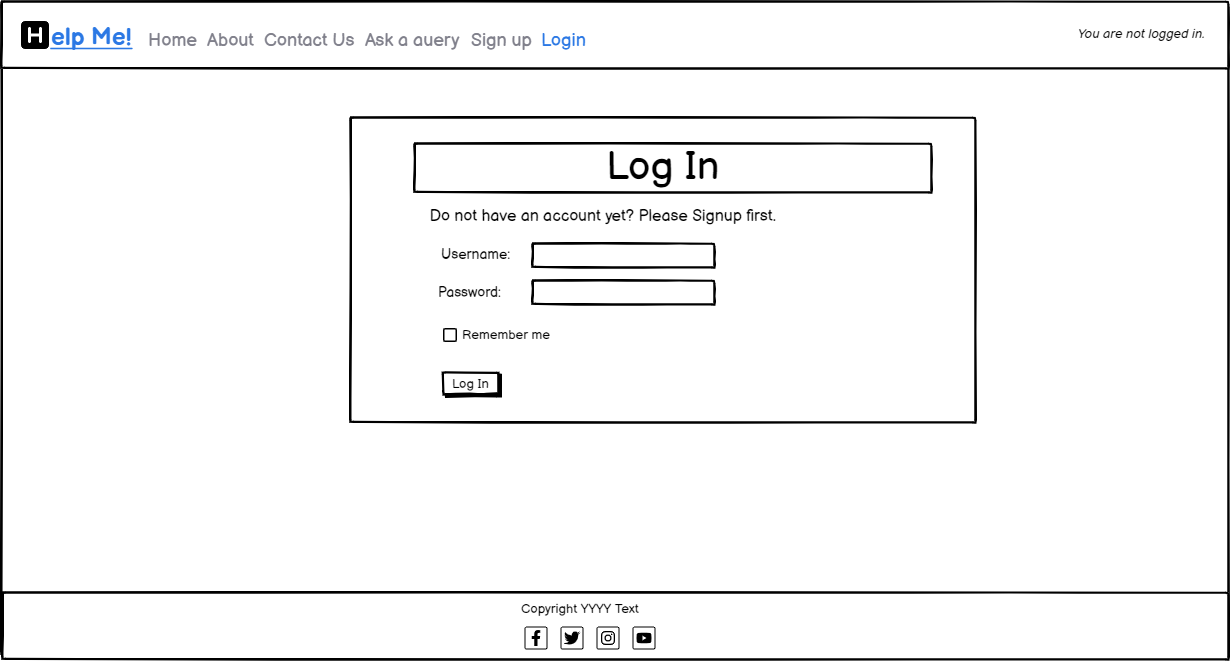 Help Me! Home About Contact Us Ask a auery Sign up Login You are not logged in.
Log In
Do not have an account yet? Please Signup first.
Username:
Password:
Remember me
Log In
Copyright YYYY Text